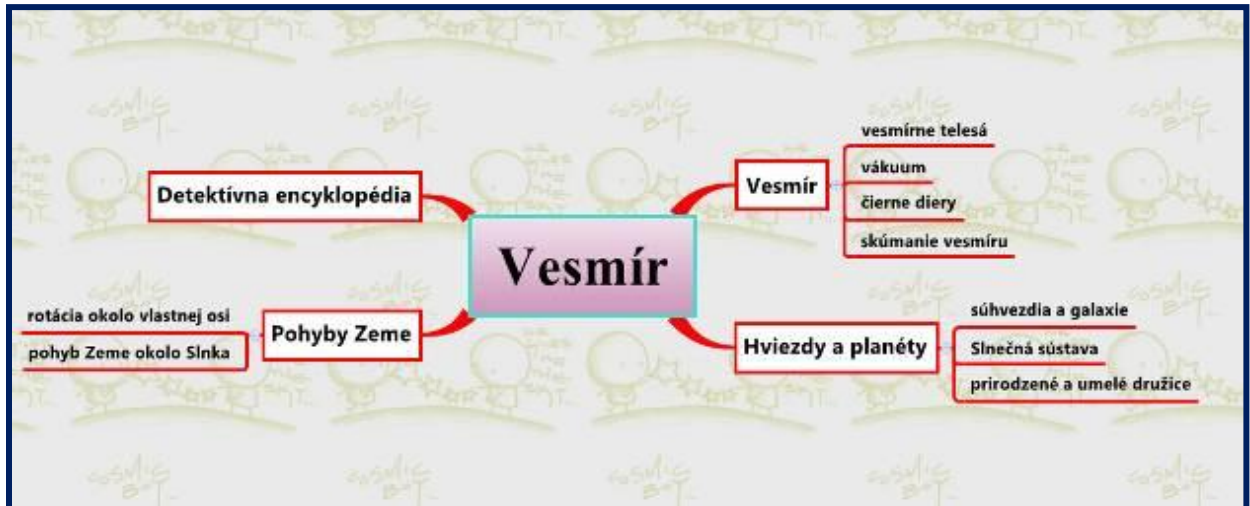 Vesmír
Detektívna encyklopédia
Pohyby Zeme
rotácia okolo vlastnej osi
pohyb Zeme okolo Slnka
Vesmír
vesmírne telesá
vákuum
čierne diery
skúmanie vesmíru
Hviezdy a planéty
súhvezdia a galaxie
Slnečná sústava
prirodzené a umelé družice